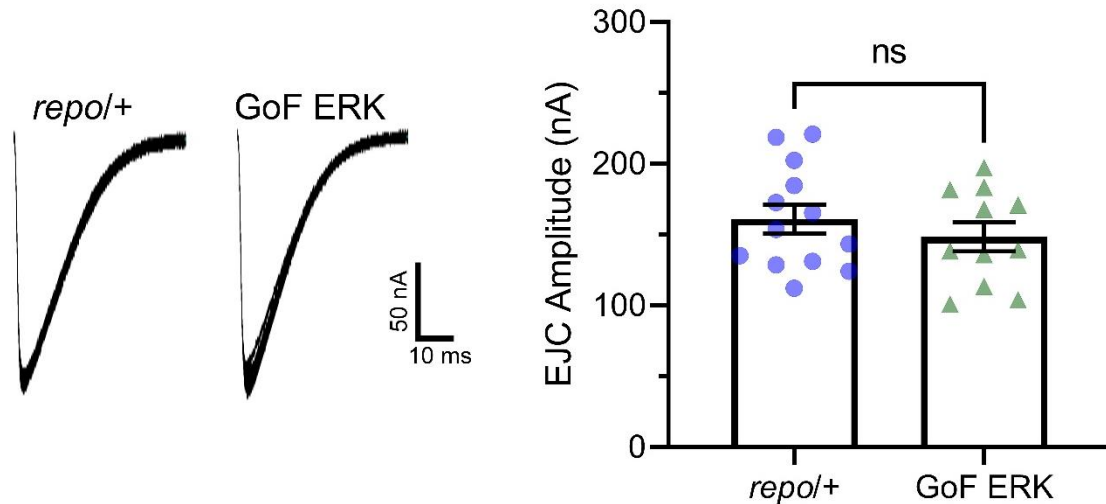 repo/+
GoF ERK
50 nA
10 ms
EJC Amplitude (nA)
300
200
100
0
ns
repo/+
GoF ERK